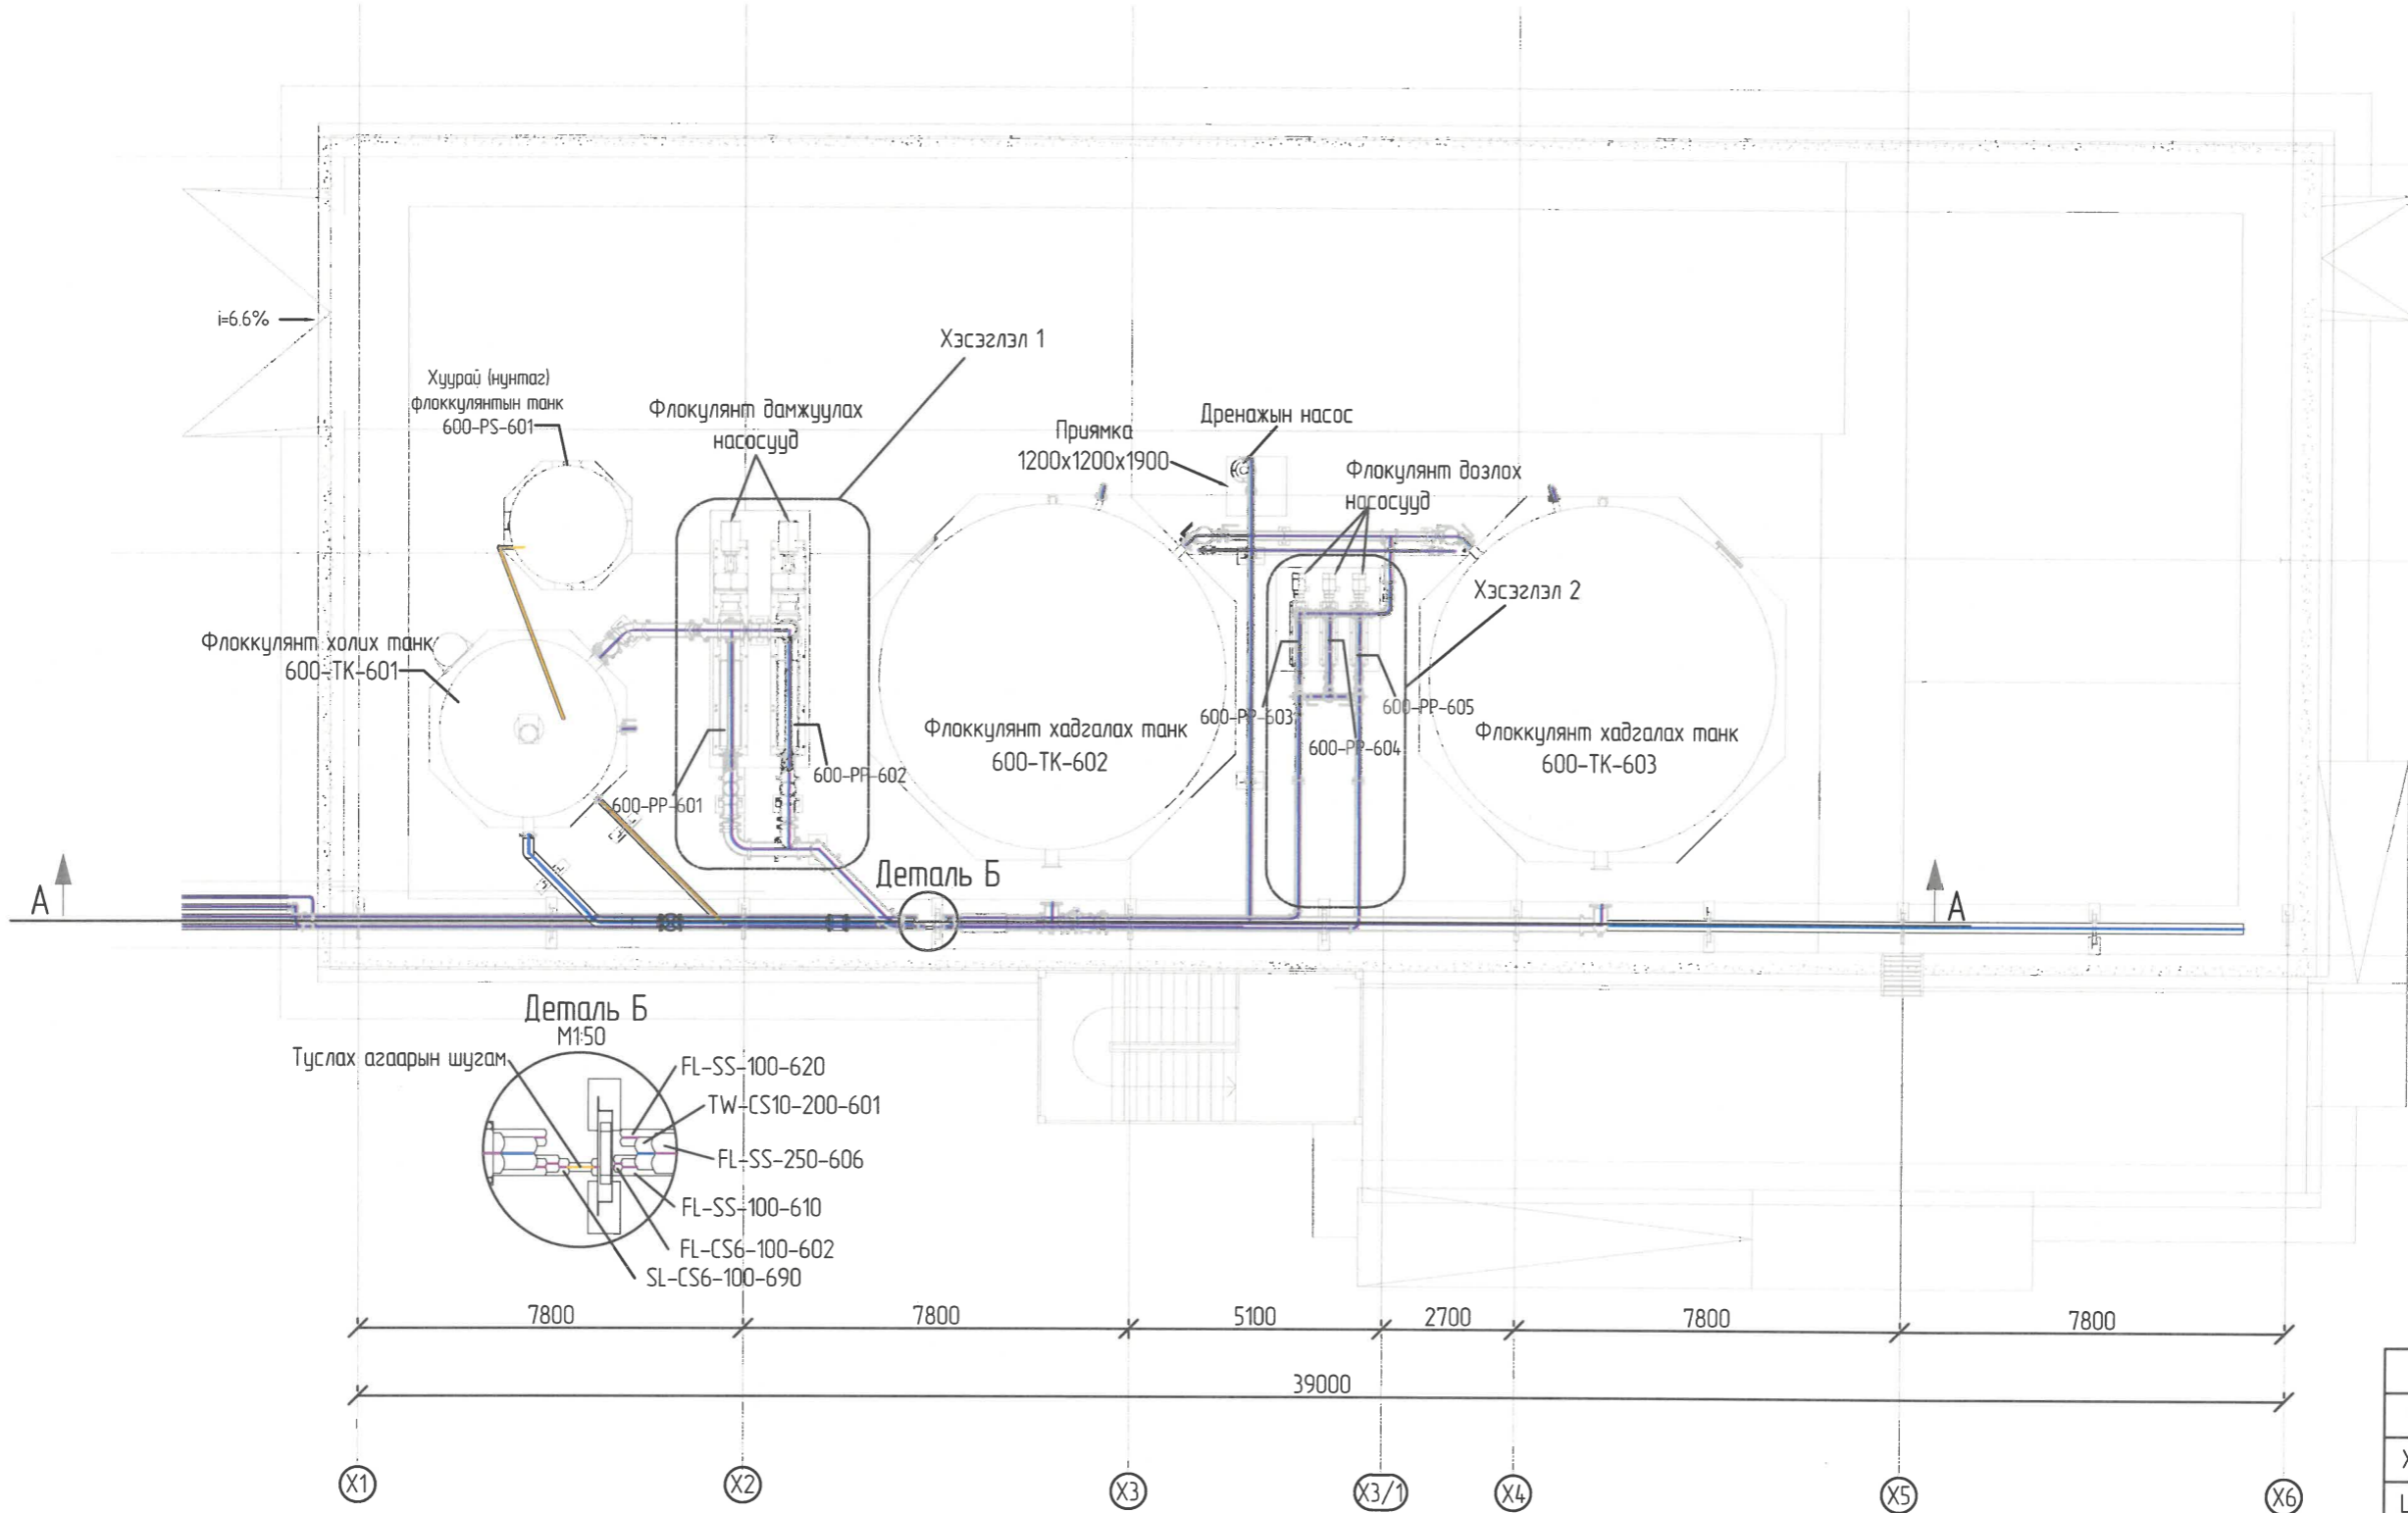 i=6.6%
Хэсэглэл 1
Хуурай (нунтаг)
флоккулянтын танк
600-PS-601
Флокулянт дамжуулах
насосууд
Приямка
1200x1200x1900
Дренажын насос
Флокулянт дозлох
насосууд
Хэсэглэл 2
Флоккулянт холих танк
600-TK-601
600-PP-601
600-PP-602
Флоккулянт хадгалах танк
600-TK-602
600-PP-603
600-PP-604
600-PP-605
Флоккулянт хадгалах танк
600-TK-603
A
Деталь Б
A
Деталь Б
M1:50
Туслах агаарын шугам
FL-SS-100-620
TW-CS10-200-601
FL-SS-250-606
FL-SS-100-610
FL-CS6-100-602
SL-CS6-100-690
7800
7800
5100
2700
7800
7800
39000
X1
X2
X3
X3/1
X4
X5
X6